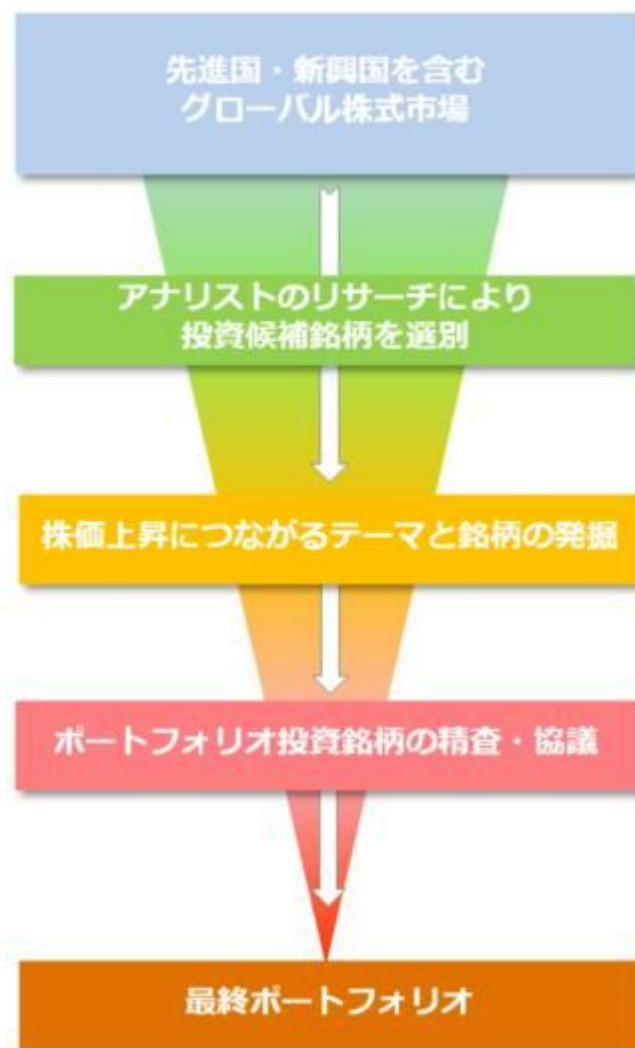 先進国・新興国を含む
グローバル株式市場
アナリストのリサーチにより
投資候補銘柄を選別
株価上昇につながるテーマと銘柄の発掘
ポートフォリオ投資銘柄の精査・協議
最終ポートフォリオ